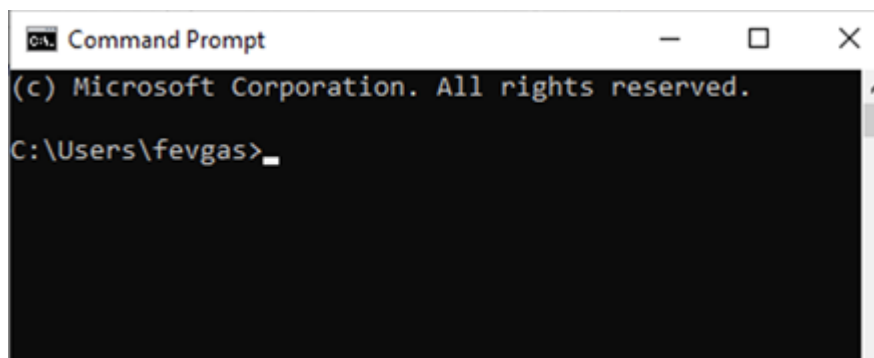 Command Prompt
(c) Microsoft Corporation. All rights reserved.
C:\Users\fevgas>